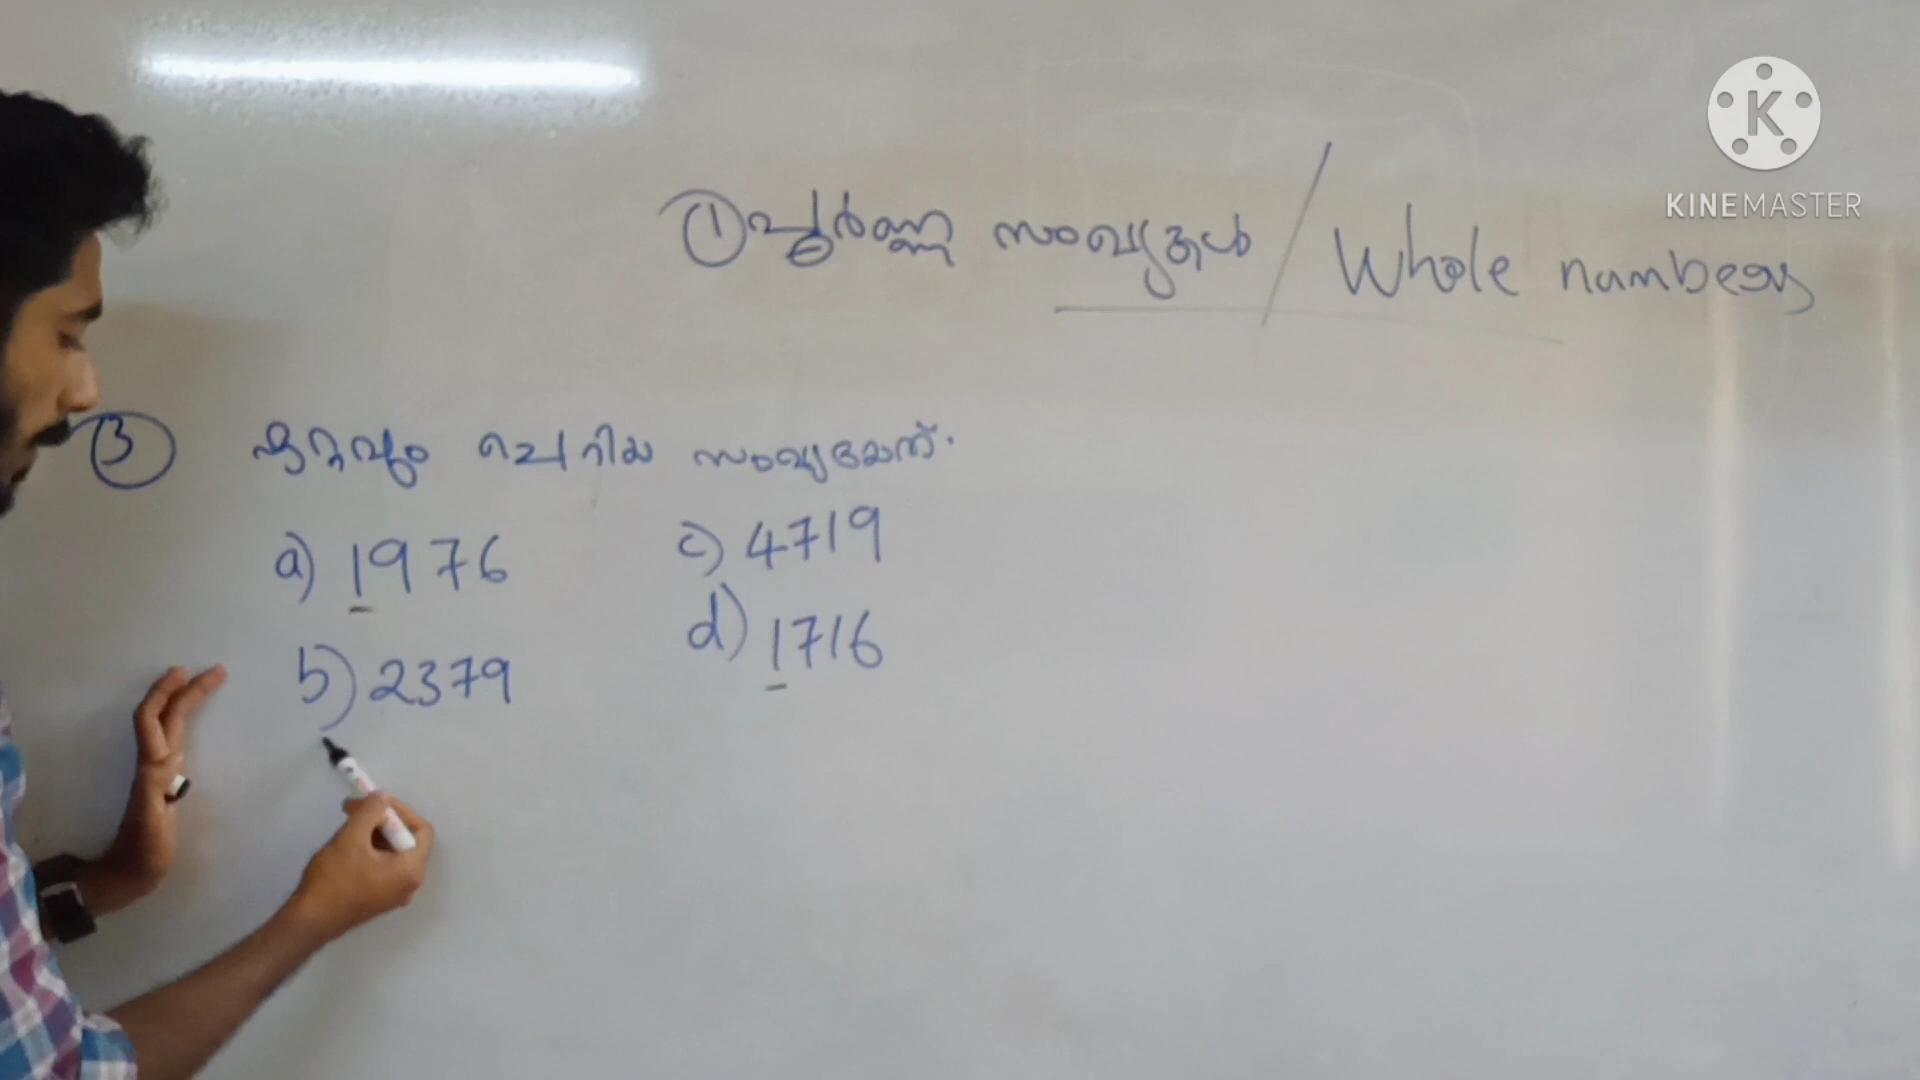 ① പൂർണ്ണ സംഖ്യകൾ / Whole numbers
KINEMASTER
③ ഏറ്റവും ചെറിയ സംഖ്യയേത്.
a) 1976
c) 4719
b) 2379
d) 1716